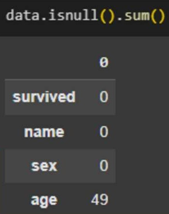 data.isnull().sum()
0
survived 0
name 0
sex 0
age 49